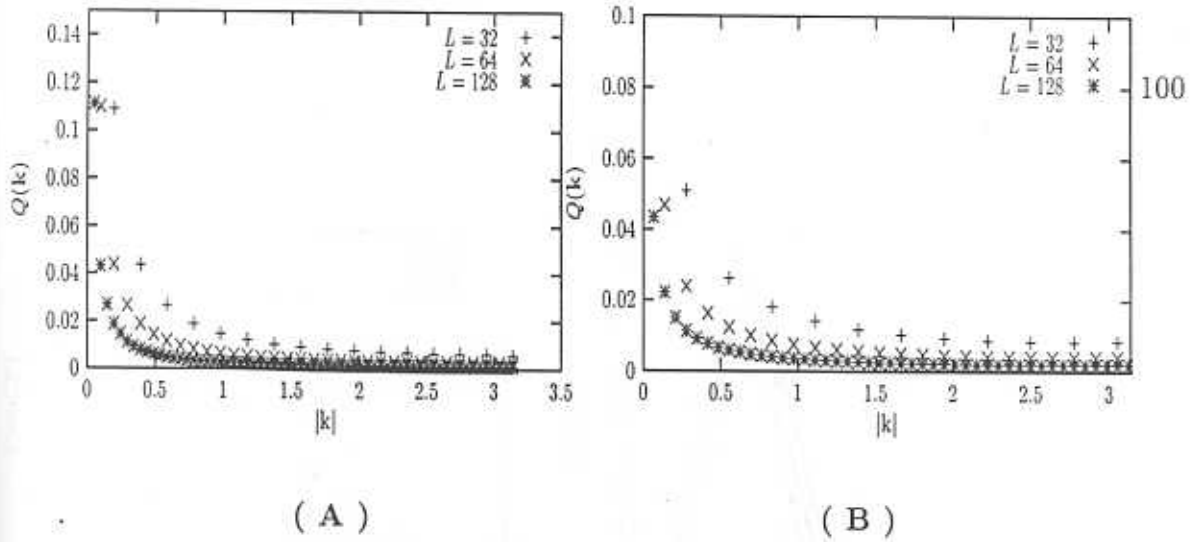 0.14
0.12
0.1
0.08
0.06
0.04
0.02
0
Q(k)
L = 32 +
L = 64 ×
L = 128 ✱
0 0.5 1 1.5 2 2.5 3 3.5
|k|
( A )
0.1
0.08
0.06
0.04
0.02
0
Q(k)
L = 32 +
L = 64 ×
L = 128 ✱
100
0 0.5 1 1.5 2 2.5 3
|k|
( B )